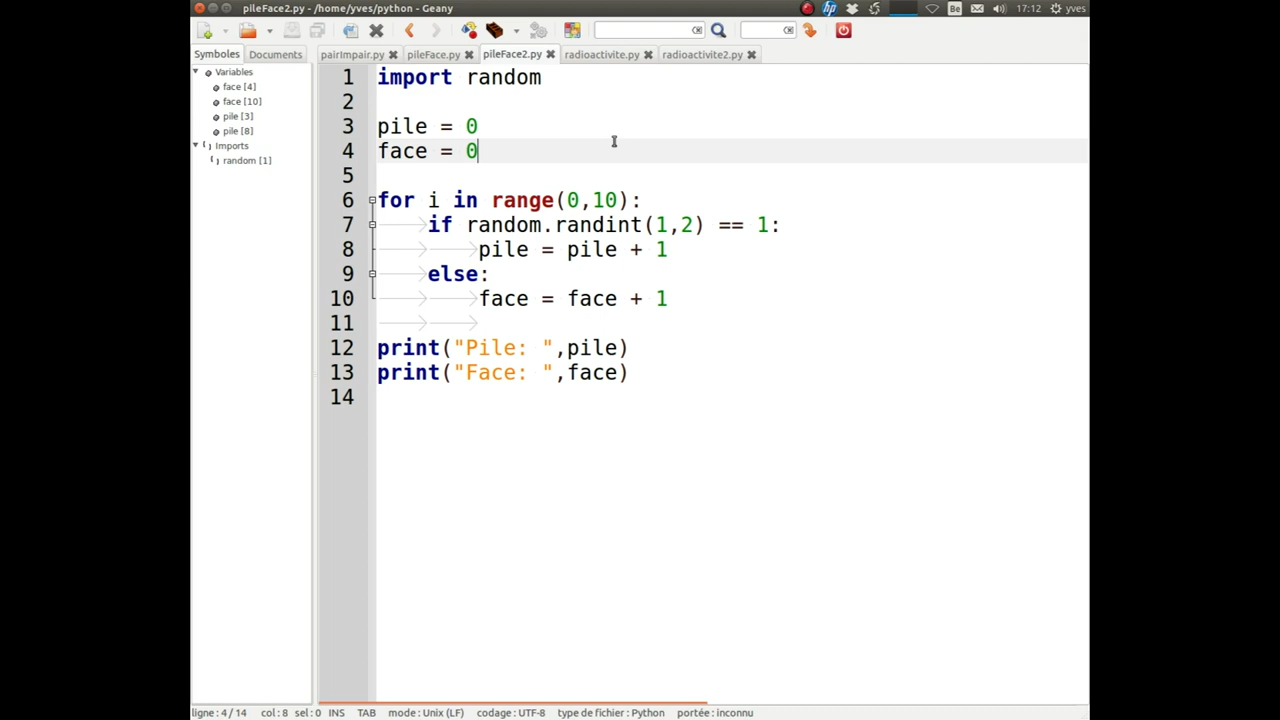 pileFace2.py - /home/yves/python - Geany
hp Be 17:12 yves
Symboles Documents pairImpair.py pileFace.py pileFace2.py radioactivite.py radioactivite2.py
Variables
face [4]
face [10]
pile [3]
pile [8]
Imports
random [1]
1 import random
2
3 pile = 0
4 face = 0
5
6 for i in range(0,10):
7 if random.randint(1,2) == 1:
8 pile = pile + 1
9 else:
10 face = face + 1
11
12 print("Pile: ",pile)
13 print("Face: ",face)
14
ligne : 4 / 14 col : 8 sel : 0 INS TAB mode : Unix (LF) codage : UTF-8 type de fichier : Python portée : inconnu